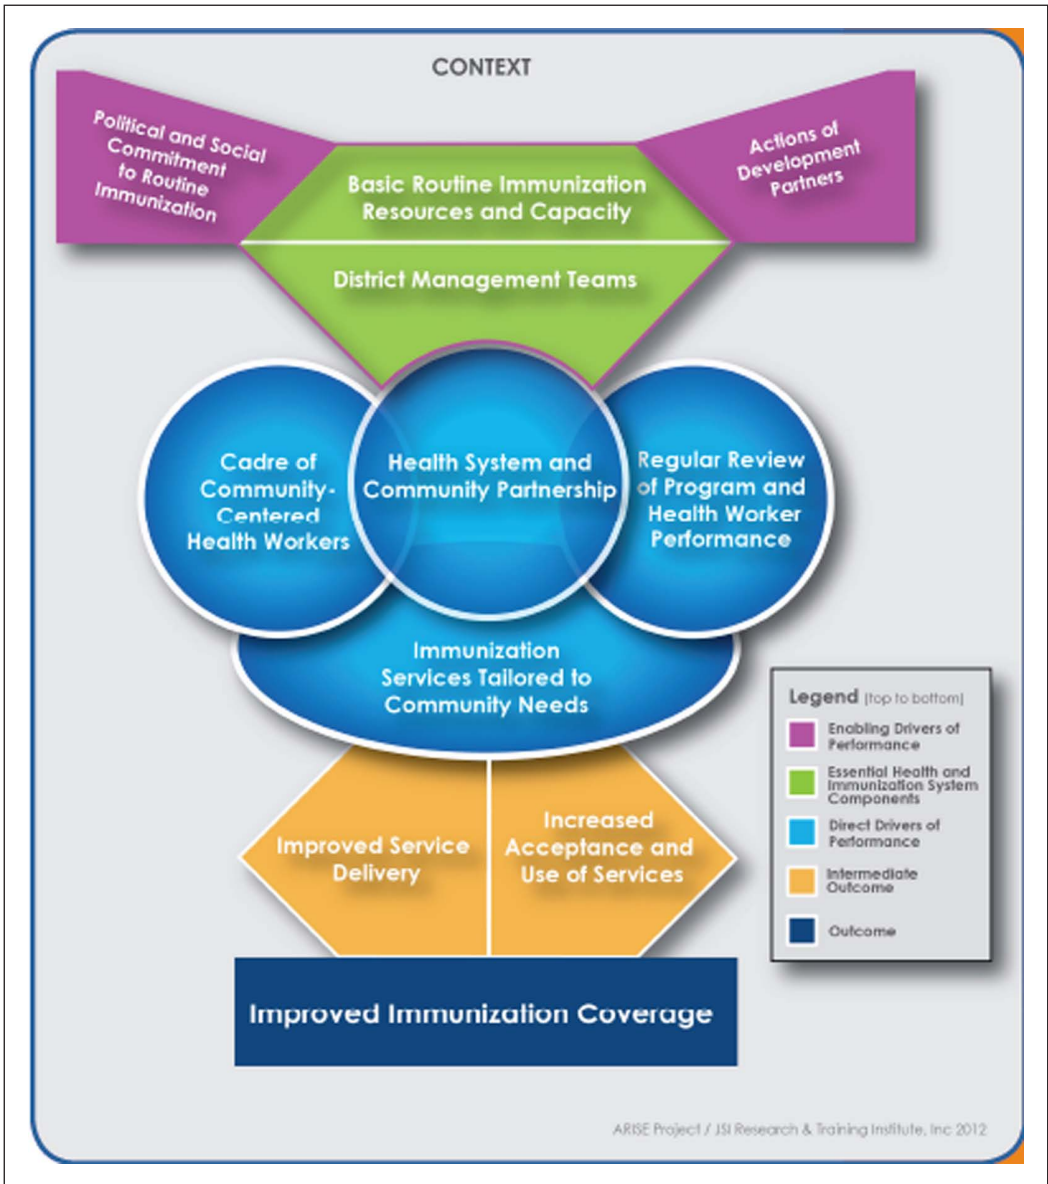 CONTEXT
Political and Social
Commitment
to Routine
Immunization
Actions of
Development
Partners
Basic Routine Immunization
Resources and Capacity
District Management Teams
Cadre of
Community-
Centered
Health Workers
Health System and
Community Partnership
Regular Review
of Program and
Health Worker
Performance
Immunization
Services Tailored to
Community Needs
Improved Service
Delivery
Increased
Acceptance and
Use of Services
Improved Immunization Coverage
Legend (top to bottom)
Enabling Drivers of
Performance
Essential Health and
Immunization System
Components
Direct Drivers of
Performance
Intermediate
Outcome
Outcome
ARISE Project / JSI Research & Training Institute, Inc 2012